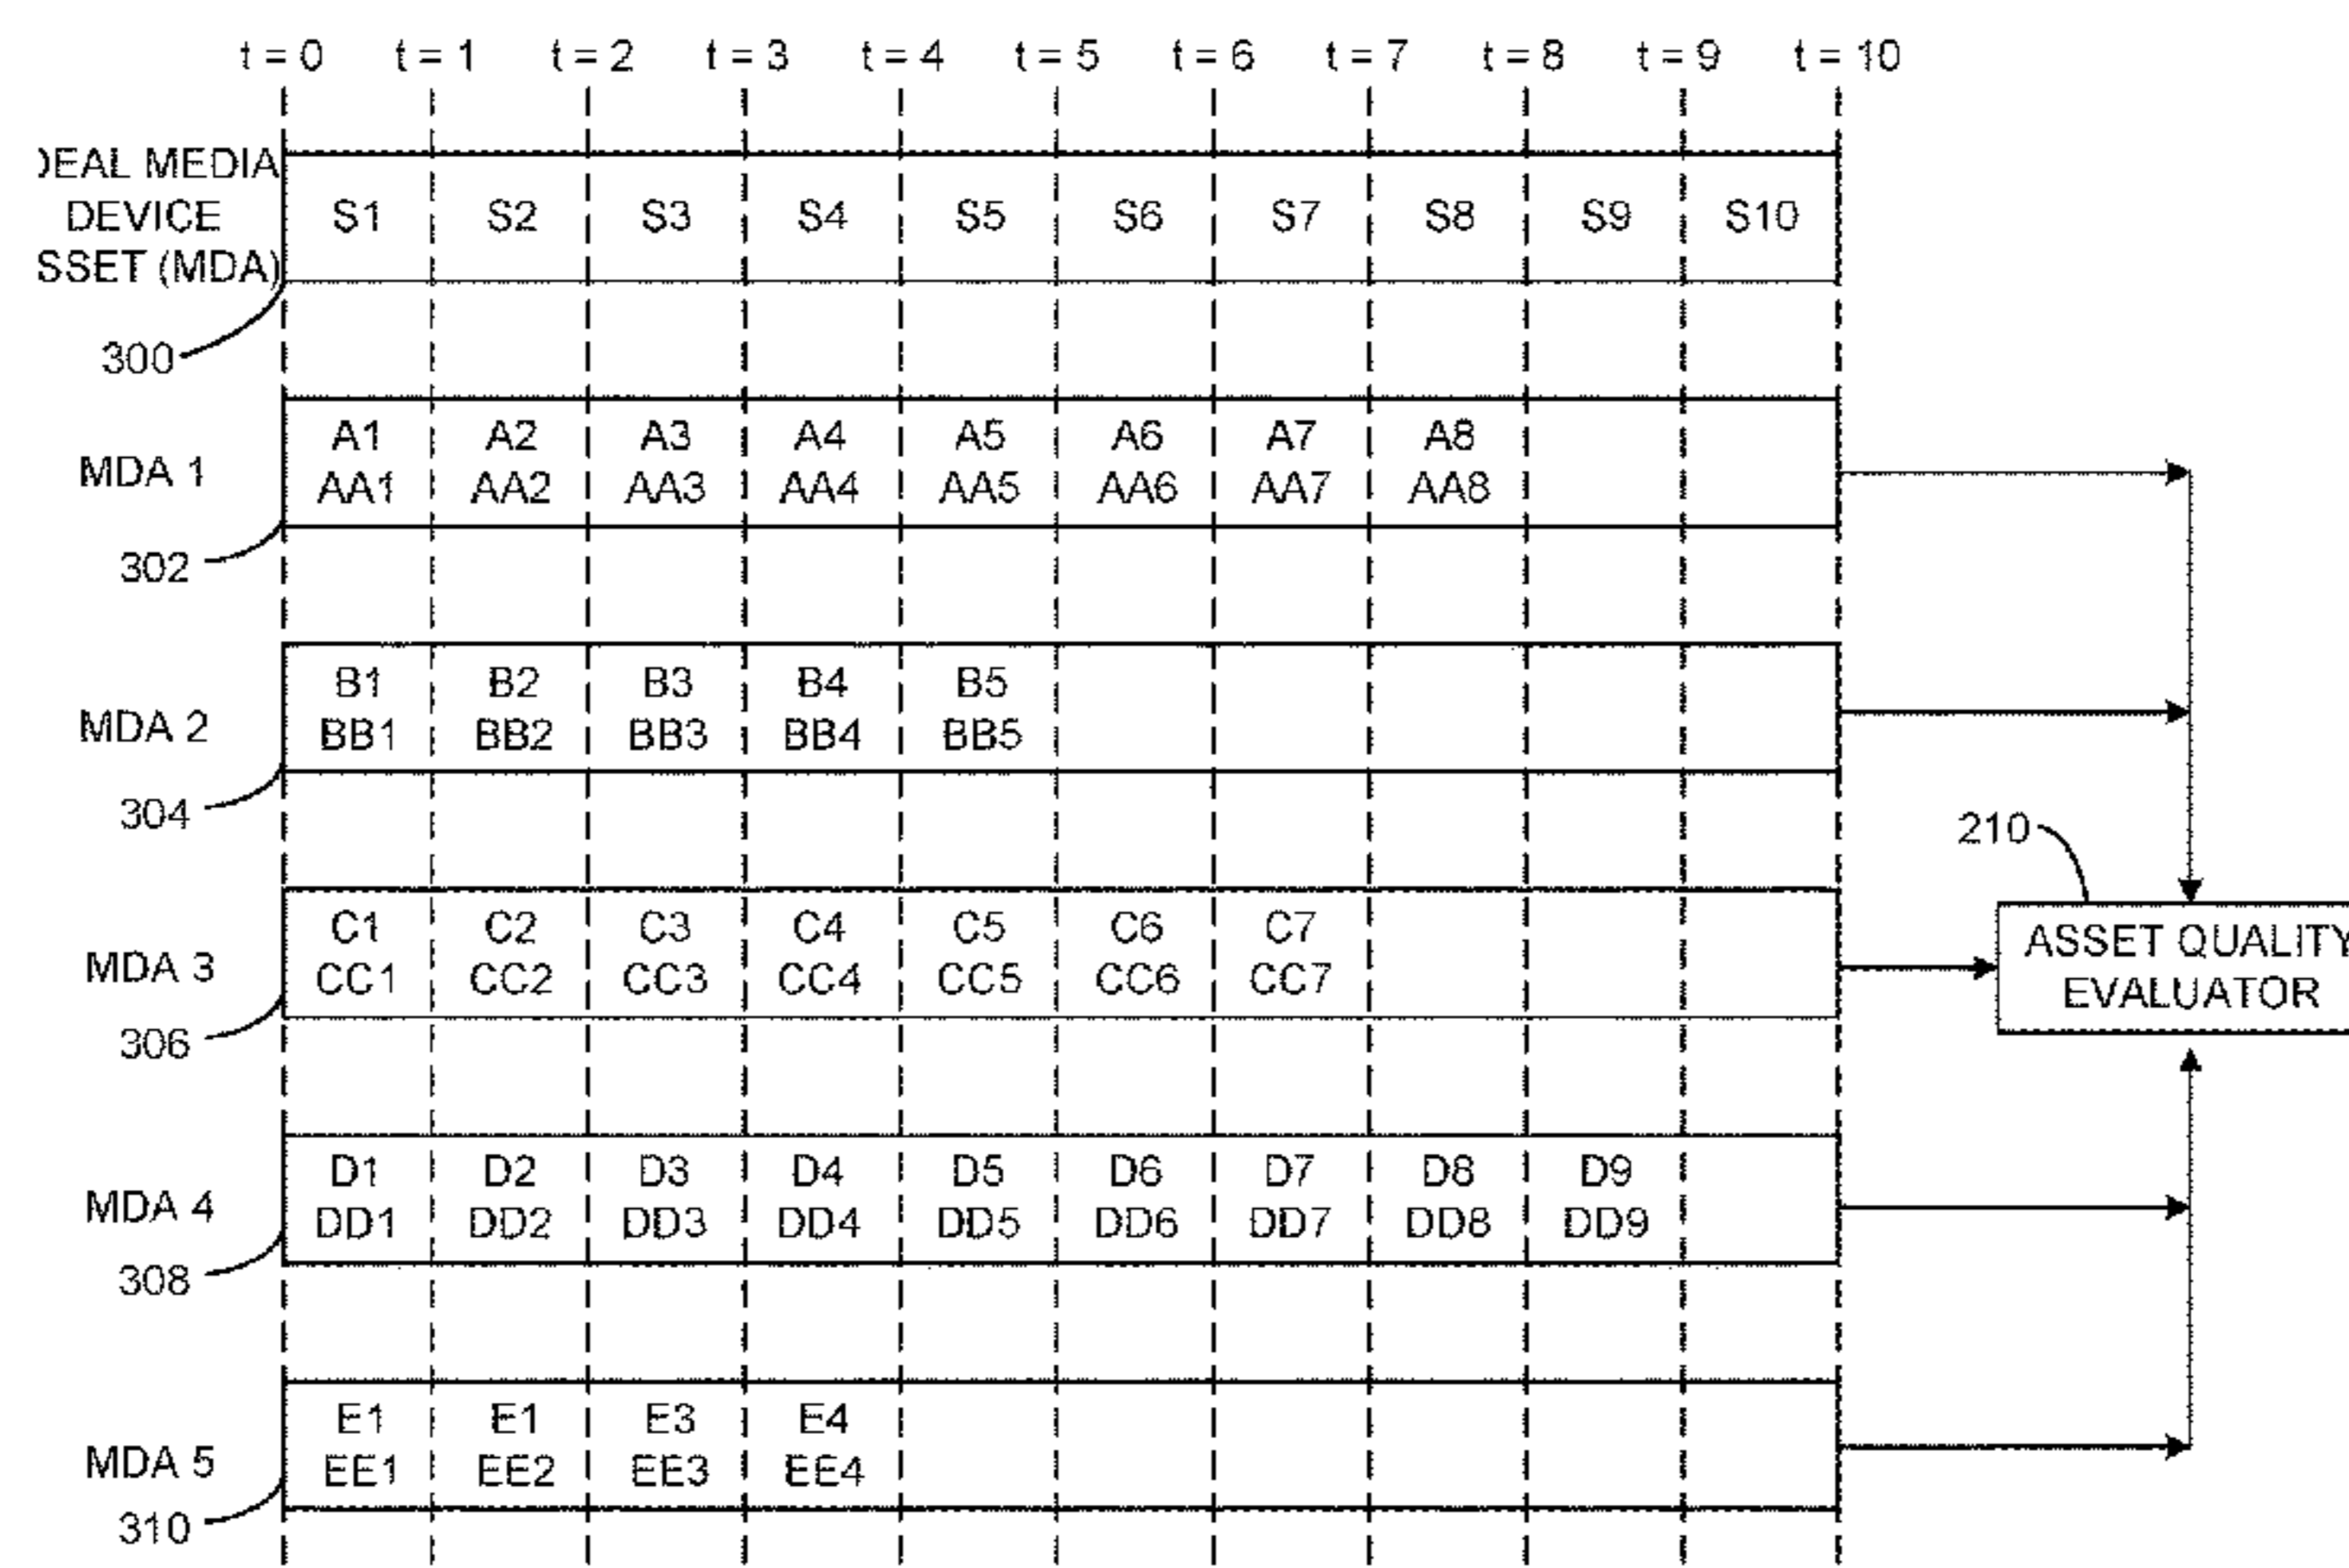 t = 0 t = 1 t = 2 t = 3 t = 4 t = 5 t = 6 t = 7 t = 8 t = 9 t = 10
DEAL MEDIA
DEVICE
SSET (MDA)
S1 S2 S3 S4 S5 S6 S7 S8 S9 S10
300
MDA 1
A1 A2 A3 A4 A5 A6 A7 A8
AA1 AA2 AA3 AA4 AA5 AA6 AA7 AA8
302
MDA 2
B1 B2 B3 B4 B5
BB1 BB2 BB3 BB4 BB5
304
210
MDA 3
C1 C2 C3 C4 C5 C6 C7
CC1 CC2 CC3 CC4 CC5 CC6 CC7
ASSET QUALITY
EVALUATOR
306
MDA 4
D1 D2 D3 D4 D5 D6 D7 D8 D9
DD1 DD2 DD3 DD4 DD5 DD6 DD7 DD8 DD9
308
MDA 5
E1 E1 E3 E4
EE1 EE2 EE3 EE4
310